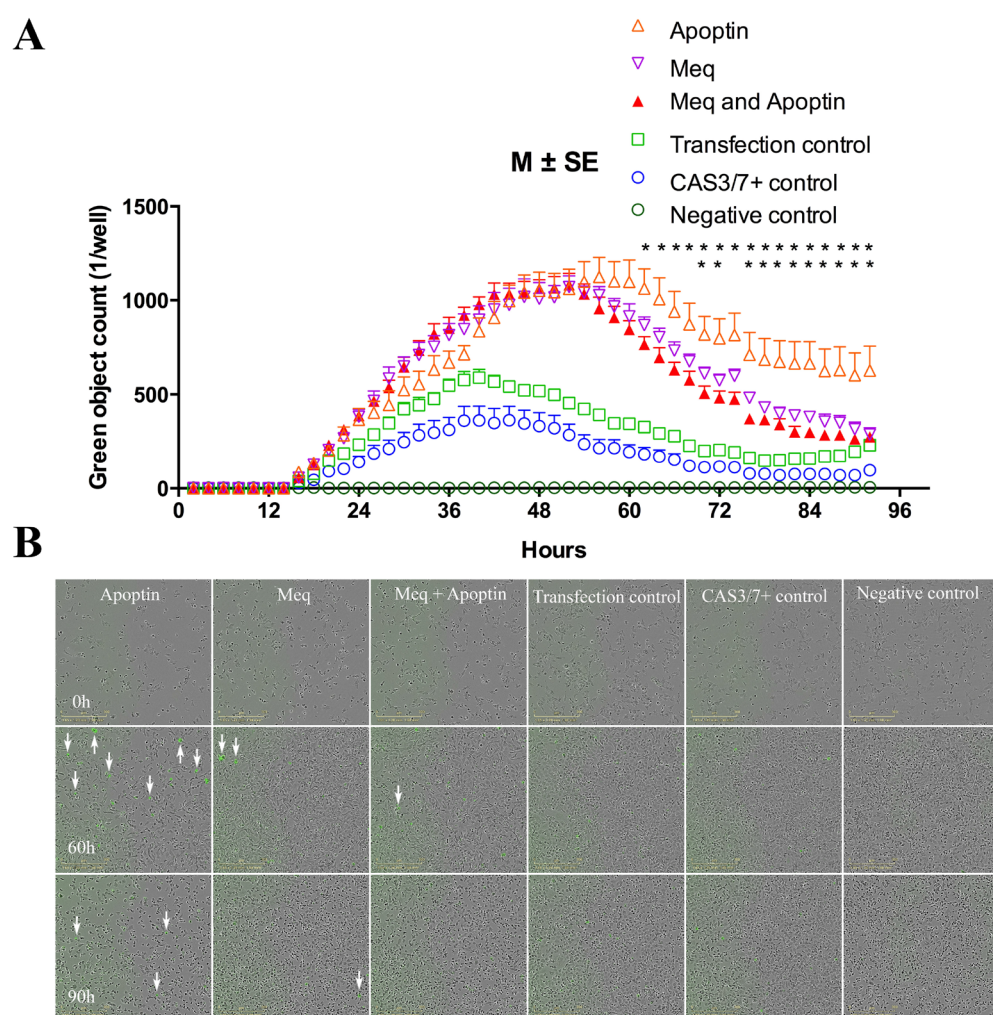 A
Apoptin
Meq
Meq and Apoptin
Transfection control
CAS3/7+ control
Negative control
M ± SE
Green object count (1/well)
1500
1000
500
0
* * * * * * * * * * * * * * * *
* * * * * * * * * * *
0 12 24 36 48 60 72 84 96
Hours
B
Apoptin Meq Meq + Apoptin Transfection control CAS3/7+ control Negative control
0h
60h
90h